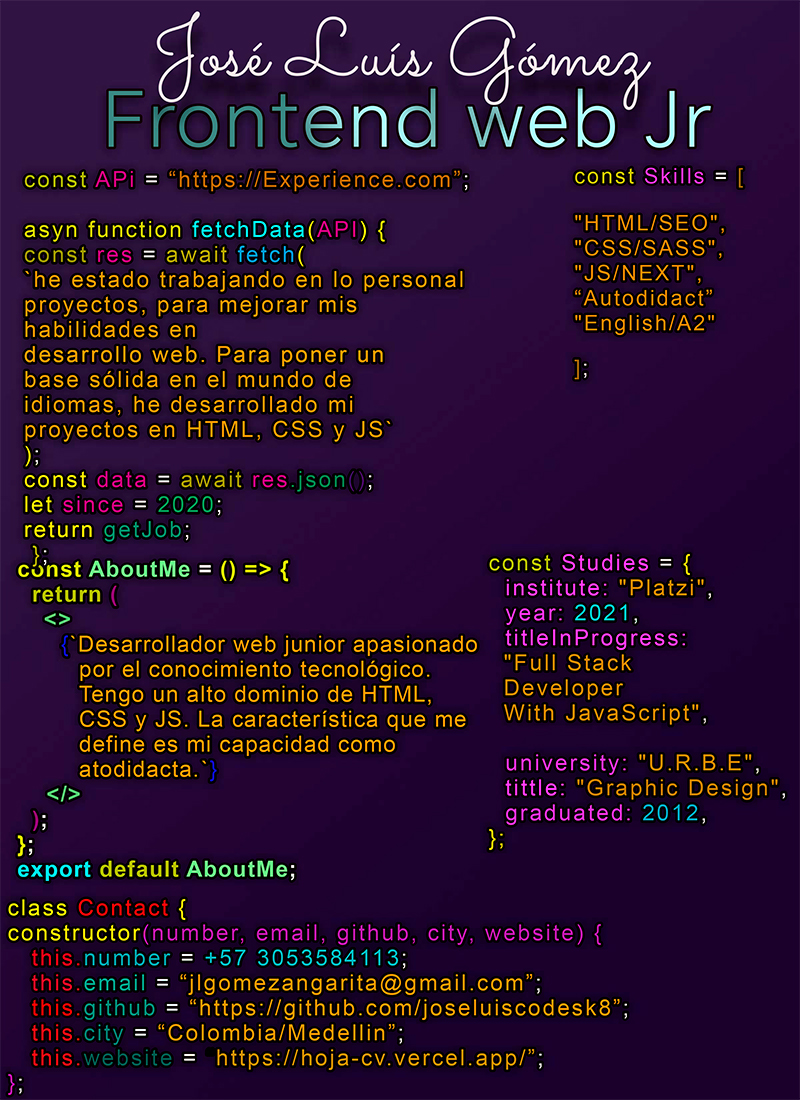 José Luís Gómez
Frontend web Jr
const APi = “https://Experience.com”;
asyn function fetchData(API) {
const res = await fetch(
`he estado trabajando en lo personal
proyectos, para mejorar mis
habilidades en
desarrollo web. Para poner un
base sólida en el mundo de
idiomas, he desarrollado mi
proyectos en HTML, CSS y JS`
);
const data = await res.json();
let since = 2020;
return getJob;
};
const Skills = [
"HTML/SEO",
"CSS/SASS",
"JS/NEXT",
“Autodidact”
"English/A2"
];
const AboutMe = () => {
return (
<>
{`Desarrollador web junior apasionado
por el conocimiento tecnológico.
Tengo un alto dominio de HTML,
CSS y JS. La característica que me
define es mi capacidad como
atodidacta.`}
</>
);
};
export default AboutMe;
const Studies = {
institute: "Platzi",
year: 2021,
titleInProgress:
"Full Stack
Developer
With JavaScript",
university: "U.R.B.E",
tittle: "Graphic Design",
graduated: 2012,
};
class Contact {
constructor(number, email, github, city, website) {
this.number = +57 3053584113;
this.email = “jlgomezangarita@gmail.com”;
this.github = “https://github.com/joseluiscodesk8”;
this.city = “Colombia/Medellin”;
this.website = “https://hoja-cv.vercel.app/”;
};